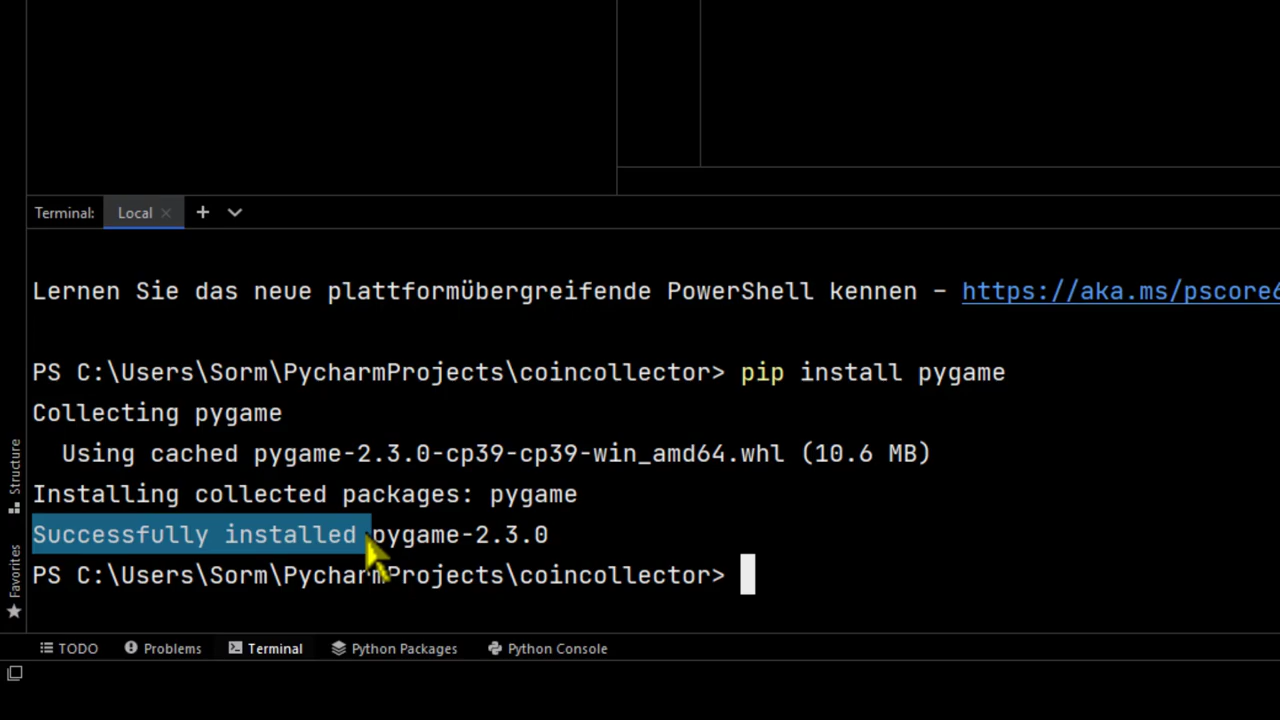 Terminal: Local
Lernen Sie das neue plattformübergreifende PowerShell kennen – https://aka.ms/pscore6
PS C:\Users\Sorm\PycharmProjects\coincollector> pip install pygame
Collecting pygame
Using cached pygame-2.3.0-cp39-cp39-win_amd64.whl (10.6 MB)
Installing collected packages: pygame
Successfully installed pygame-2.3.0
PS C:\Users\Sorm\PycharmProjects\coincollector>
Structure
Favorites
TODO Problems Terminal Python Packages Python Console